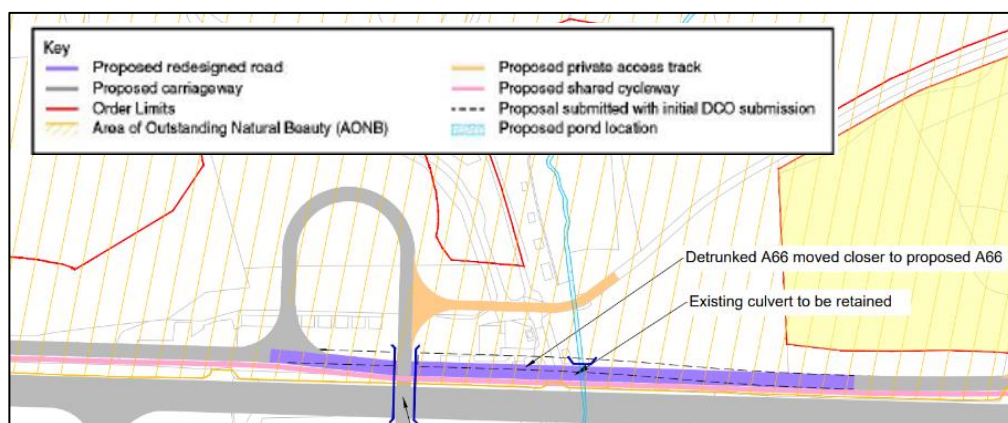 Key
Proposed redesigned road
Proposed carriageway
Order Limits
Area of Outstanding Natural Beauty (AONB)
Proposed private access track
Proposed shared cycleway
Proposal submitted with initial DCO submission
Proposed pond location
Detrunked A66 moved closer to proposed A66
Existing culvert to be retained